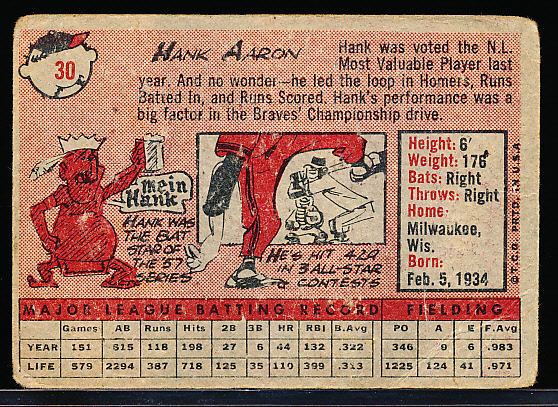 30
HANK AARON
Hank was voted the N.L.
Most Valuable Player last
year. And no wonder—he led the loop in Homers, Runs
Batted In, and Runs Scored. Hank's performance was a
big factor in the Braves' Championship drive.
mein
Hank
HANK WAS
THE BAT
STAR OF
THE 57
SERIES
HE'S HIT .429
IN 3 ALL-STAR
CONTESTS
Height: 6'
Weight: 176
Bats: Right
Throws: Right
Home:
Milwaukee,
Wis.
Born:
Feb. 5, 1934
© T.C.G. PRTD. IN U.S.A.
MAJOR LEAGUE BATTING RECORD FIELDING
Games AB Runs Hits 2B 3B HR RBI B.Avg PO A E F.Avg
YEAR 151 615 118 198 27 6 44 132 .322 346 9 6 .983
LIFE 579 2294 387 718 125 35 110 399 .313 1225 124 41 .971